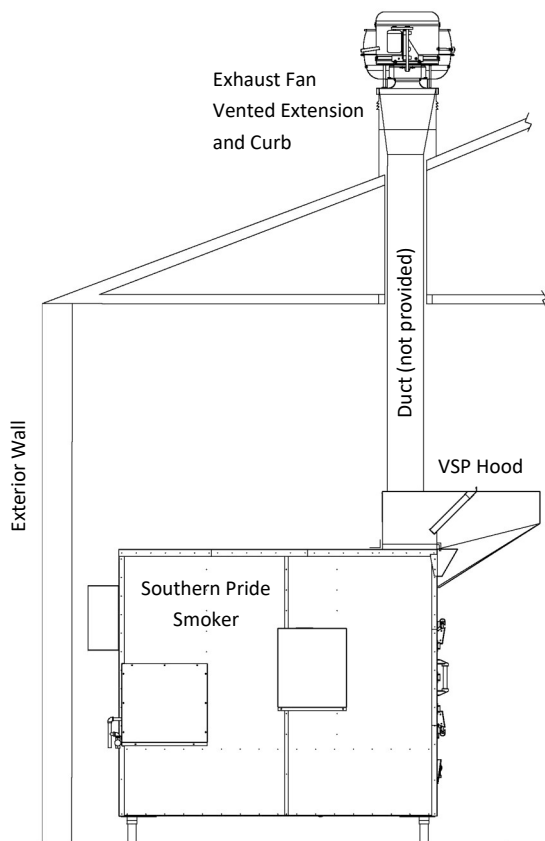 Exhaust Fan
Vented Extension
and Curb
Duct (not provided)
VSP Hood
Exterior Wall
Southern Pride
Smoker